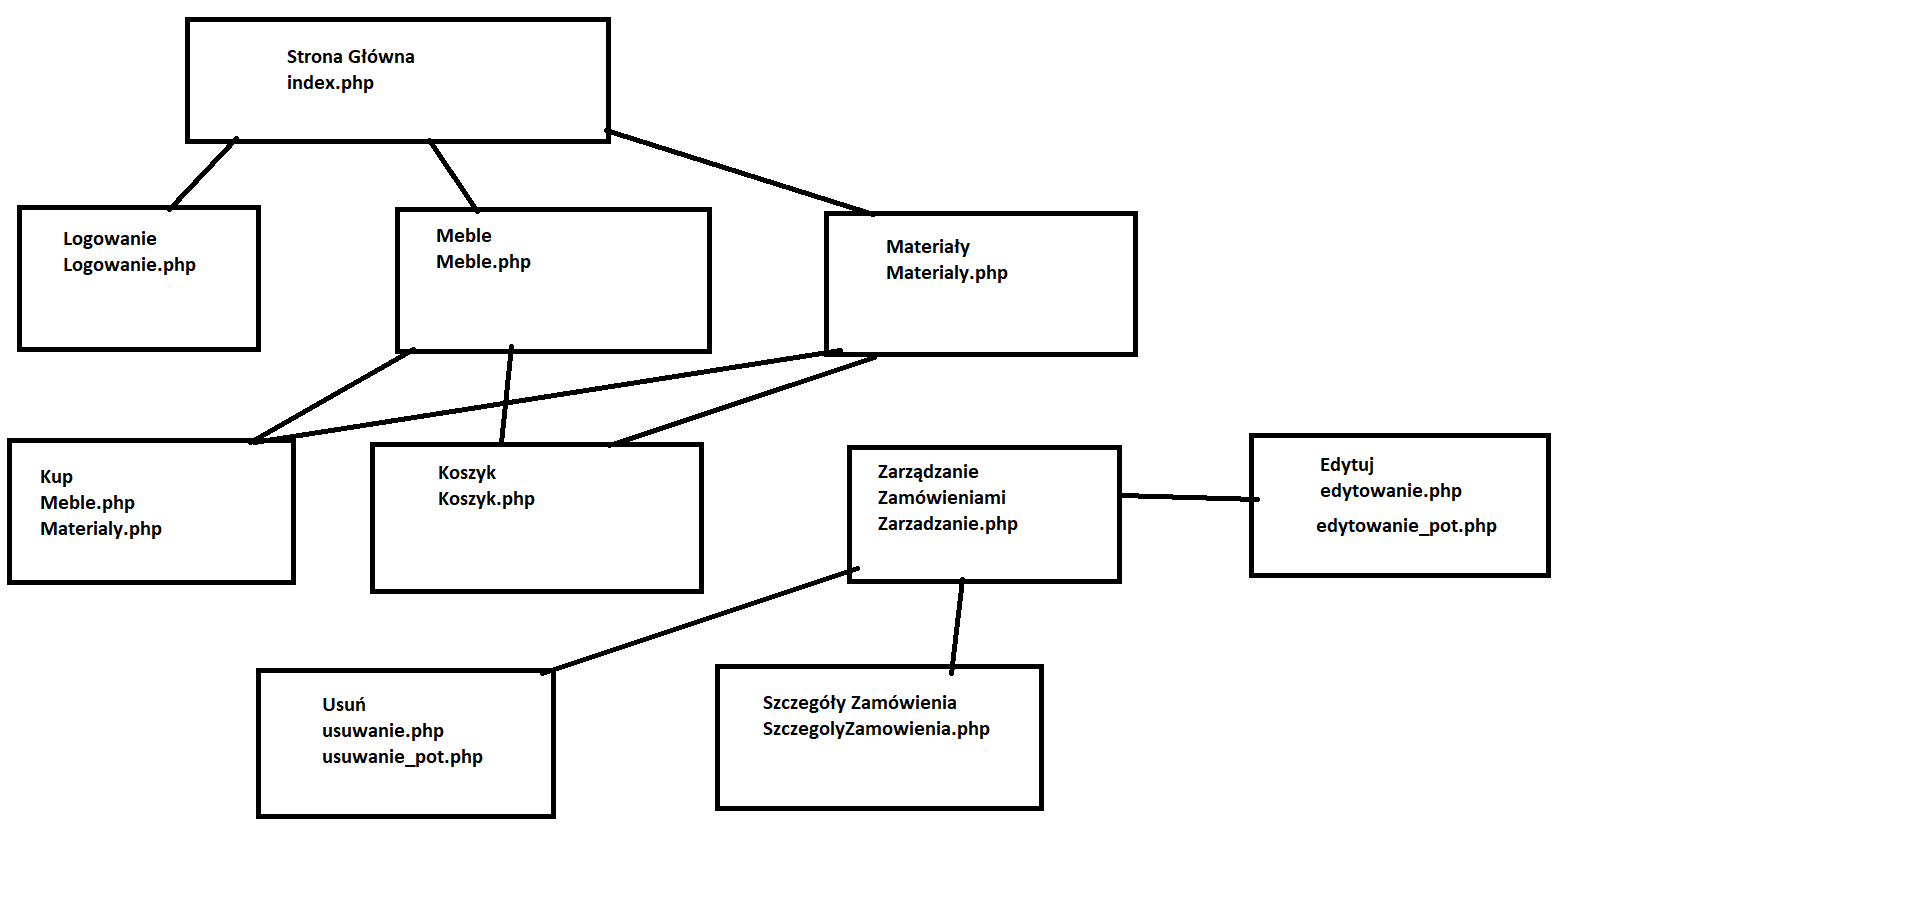 Strona Główna
index.php
Logowanie
Logowanie.php
Meble
Meble.php
Materiały
Materialy.php
Kup
Meble.php
Materialy.php
Koszyk
Koszyk.php
Zarządzanie
Zamówieniami
Zarzadzanie.php
Edytuj
edytowanie.php
edytowanie_pot.php
Usuń
usuwanie.php
usuwanie_pot.php
Szczegóły Zamówienia
SzczegolyZamowienia.php